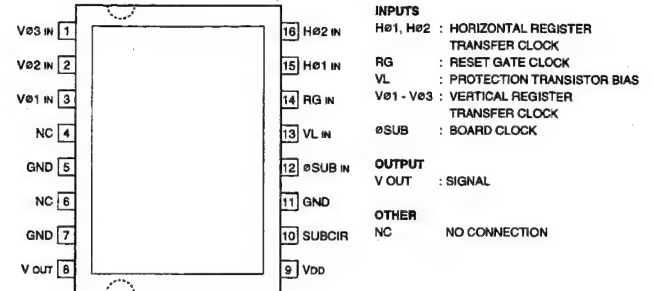 VØ3 IN 1
VØ2 IN 2
VØ1 IN 3
NC 4
GND 5
NC 6
GND 7
V OUT 8
16 HØ2 IN
15 HØ1 IN
14 RG IN
13 VL IN
12 ØSUB IN
11 GND
10 SUBCIR
9 VDD
INPUTS
HØ1, HØ2 : HORIZONTAL REGISTER
TRANSFER CLOCK
RG : RESET GATE CLOCK
VL : PROTECTION TRANSISTOR BIAS
VØ1 - VØ3 : VERTICAL REGISTER
TRANSFER CLOCK
ØSUB : BOARD CLOCK
OUTPUT
V OUT : SIGNAL
OTHER
NC NO CONNECTION